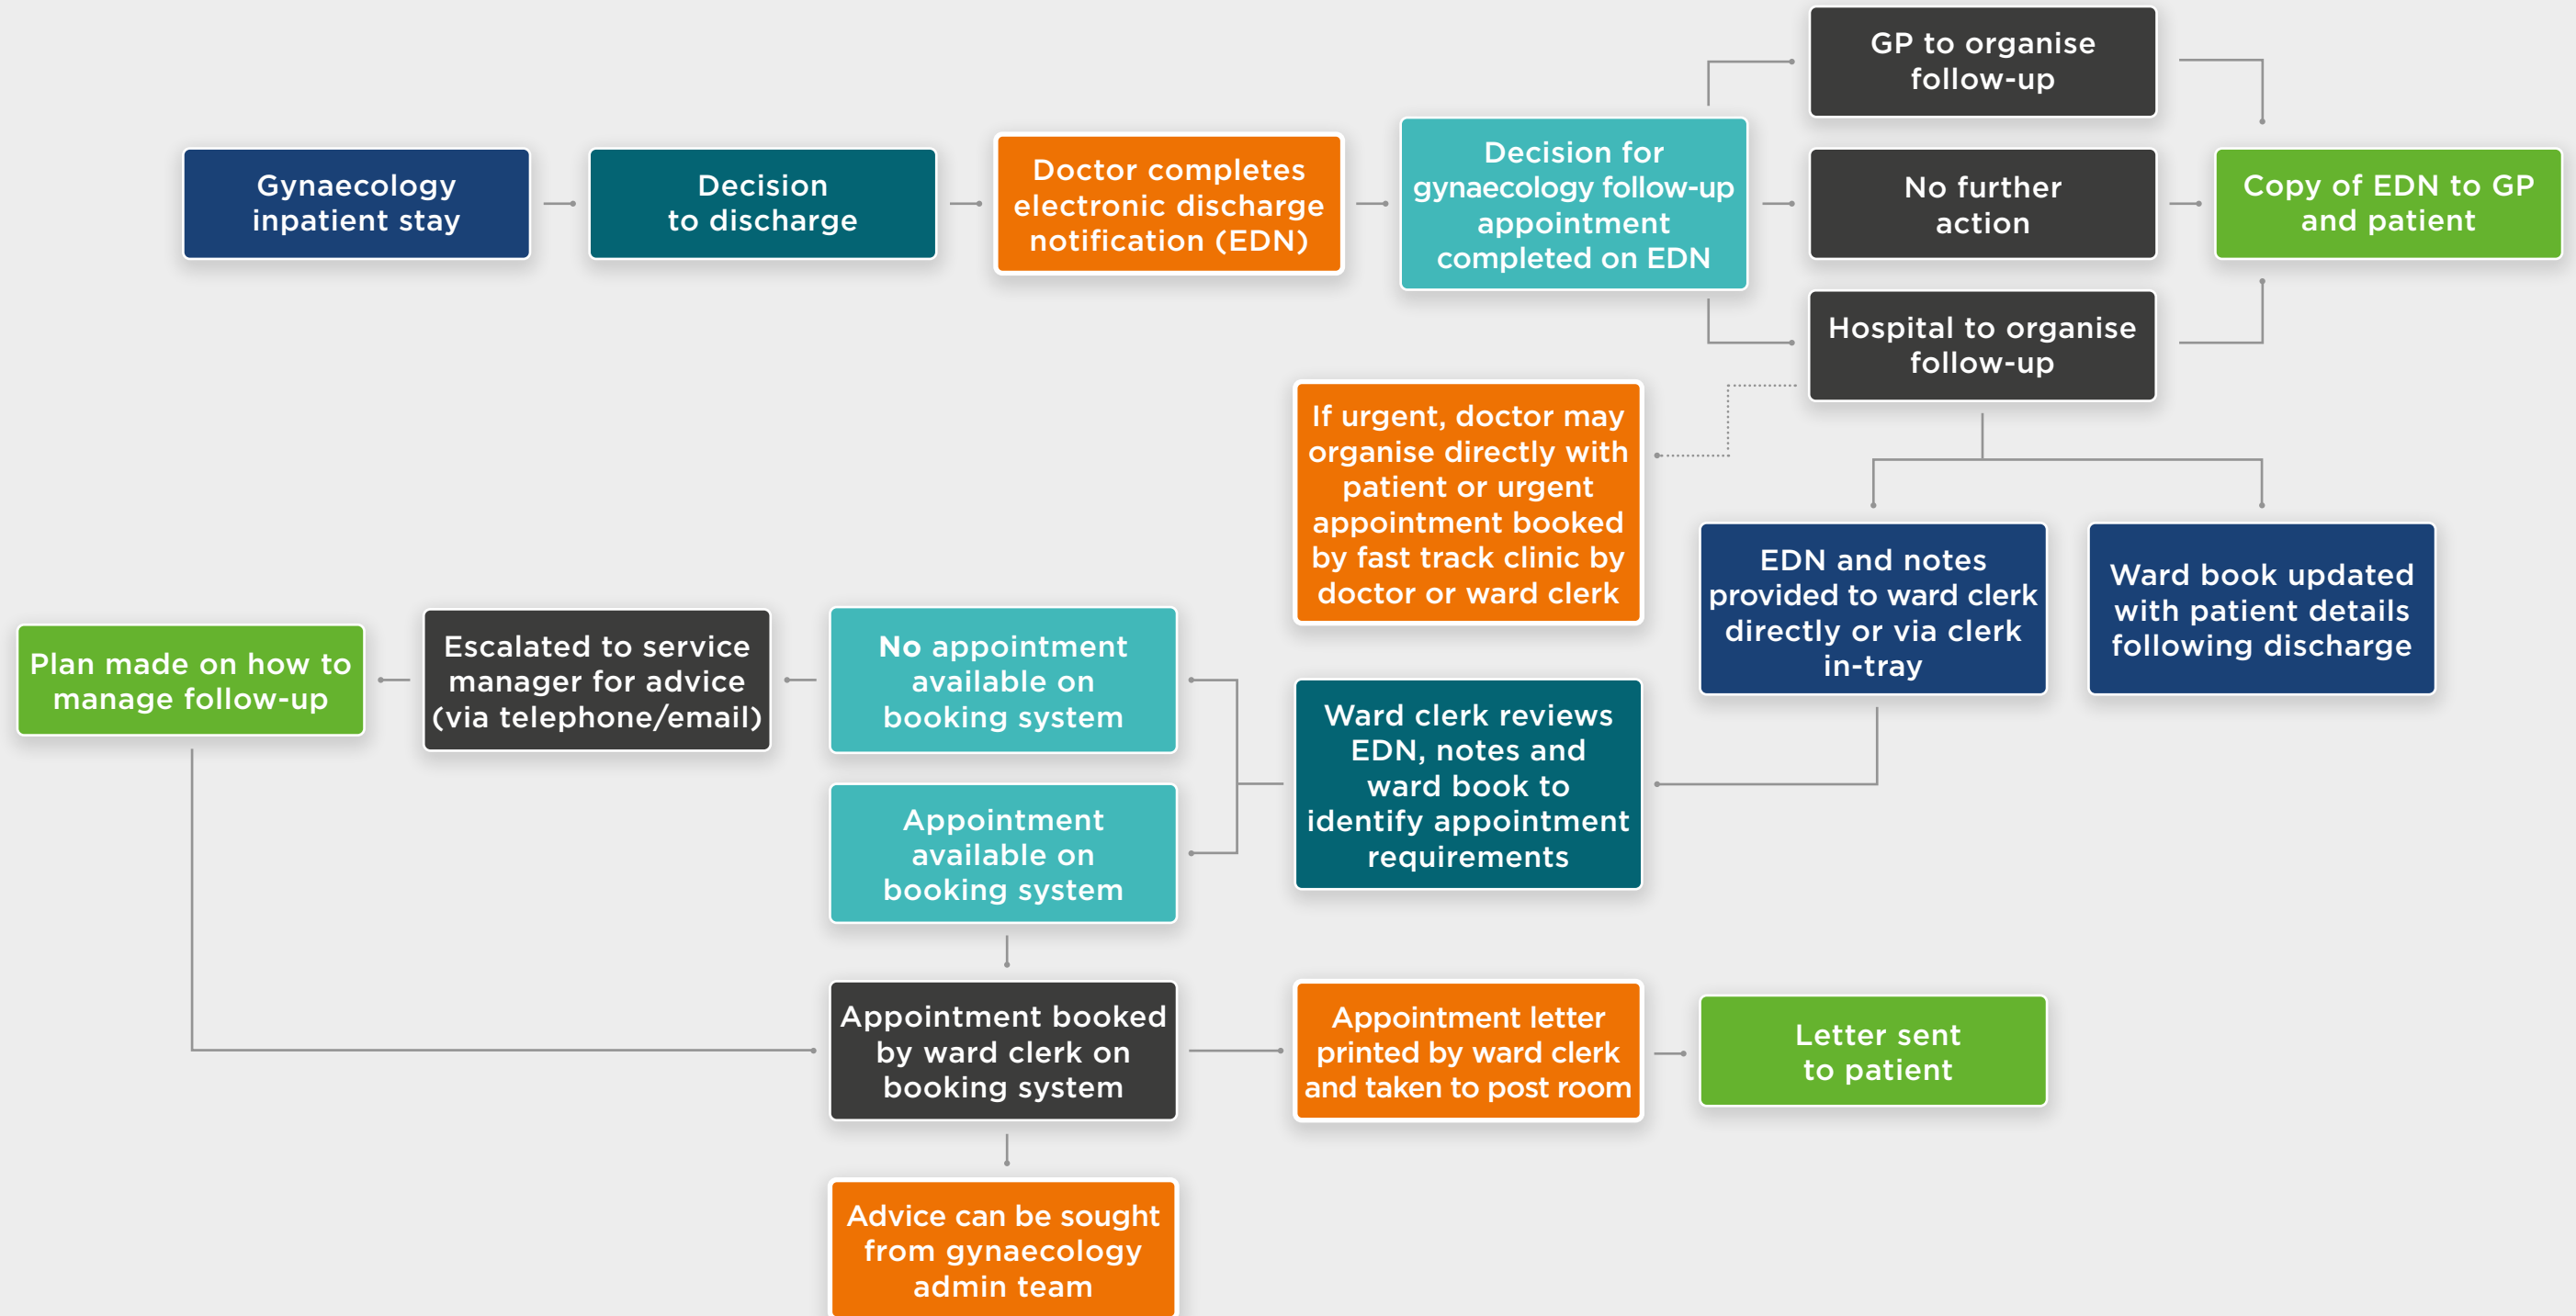 Gynaecology
inpatient stay
Decision
to discharge
Doctor completes
electronic discharge
notification (EDN)
Decision for
gynaecology follow-up
appointment
completed on EDN
GP to organise
follow-up
No further
action
Hospital to organise
follow-up
Copy of EDN to GP
and patient
If urgent, doctor may
organise directly with
patient or urgent
appointment booked
by fast track clinic by
doctor or ward clerk
EDN and notes
provided to ward clerk
directly or via clerk
in-tray
Ward book updated
with patient details
following discharge
Ward clerk reviews
EDN, notes and
ward book to
identify appointment
requirements
No appointment
available on
booking system
Escalated to service
manager for advice
(via telephone/email)
Plan made on how to
manage follow-up
Appointment
available on
booking system
Appointment booked
by ward clerk on
booking system
Appointment letter
printed by ward clerk
and taken to post room
Letter sent
to patient
Advice can be sought
from gynaecology
admin team